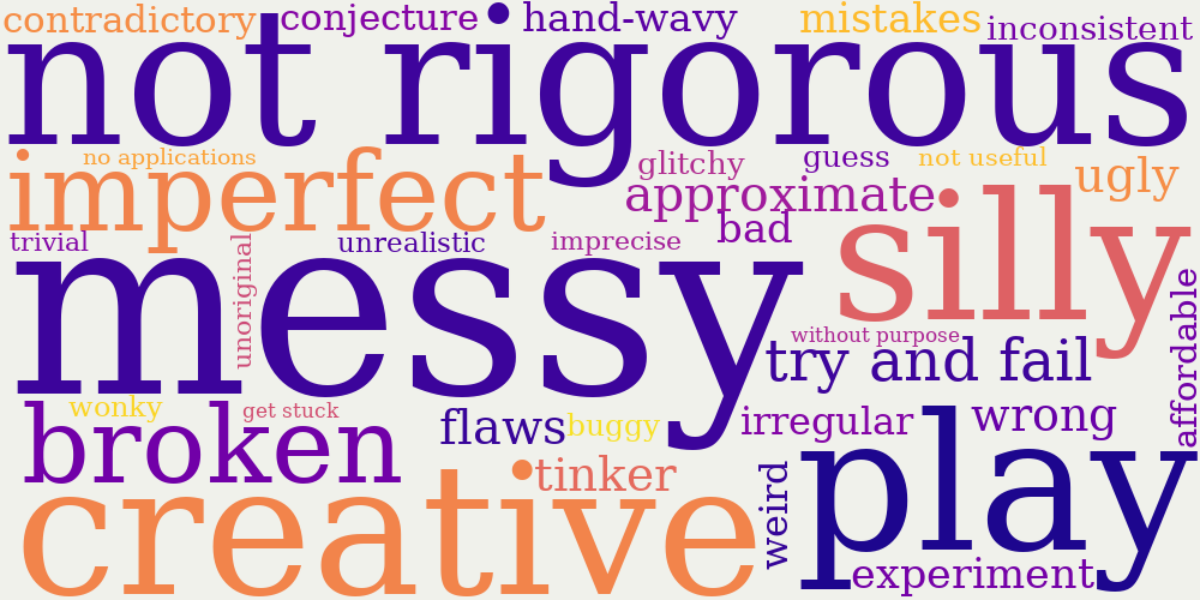 contradictory
conjecture
hand-wavy
mistakes
inconsistent
not rigorous
no applications
imperfect
glitchy
guess
not useful
ugly
approximate
bad
silly
trivial
unoriginal
unrealistic
imprecise
messy
without purpose
affordable
try and fail
wonky
get stuck
broken
flaws
buggy
irregular
wrong
creative
tinker
weird
play
experiment